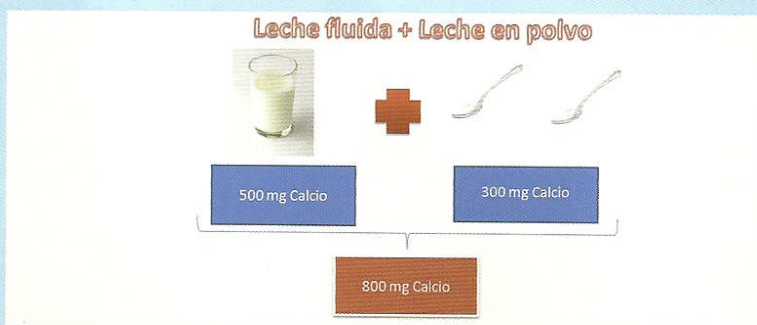 Leche fluida + Leche en polvo
500 mg Calcio
300 mg Calcio
800 mg Calcio